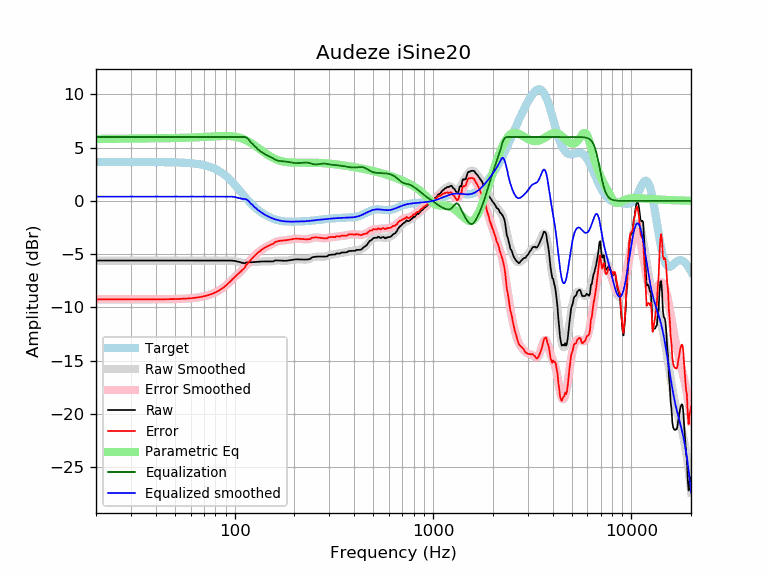 Audeze iSine20
Amplitude (dBr)
10
5
0
−5
−10
−15
−20
−25
Target
Raw Smoothed
Error Smoothed
Raw
Error
Parametric Eq
Equalization
Equalized smoothed
100
1000
10000
Frequency (Hz)